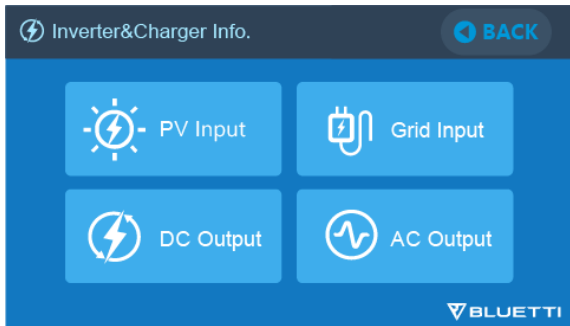 Inverter&Charger Info.
BACK
PV Input
Grid Input
DC Output
AC Output
BLUETTI